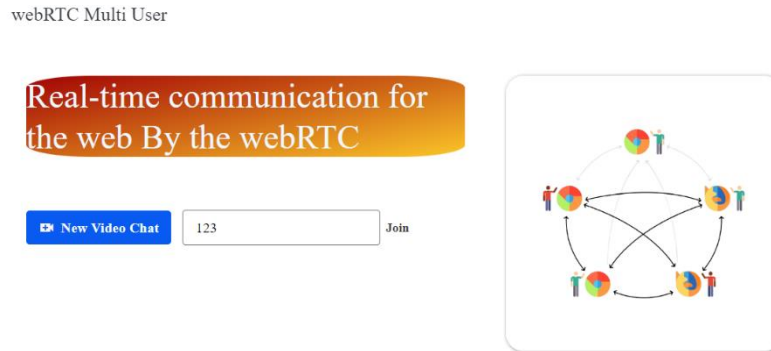 webRTC Multi User
Real-time communication for
the web By the webRTC
New Video Chat
123
Join